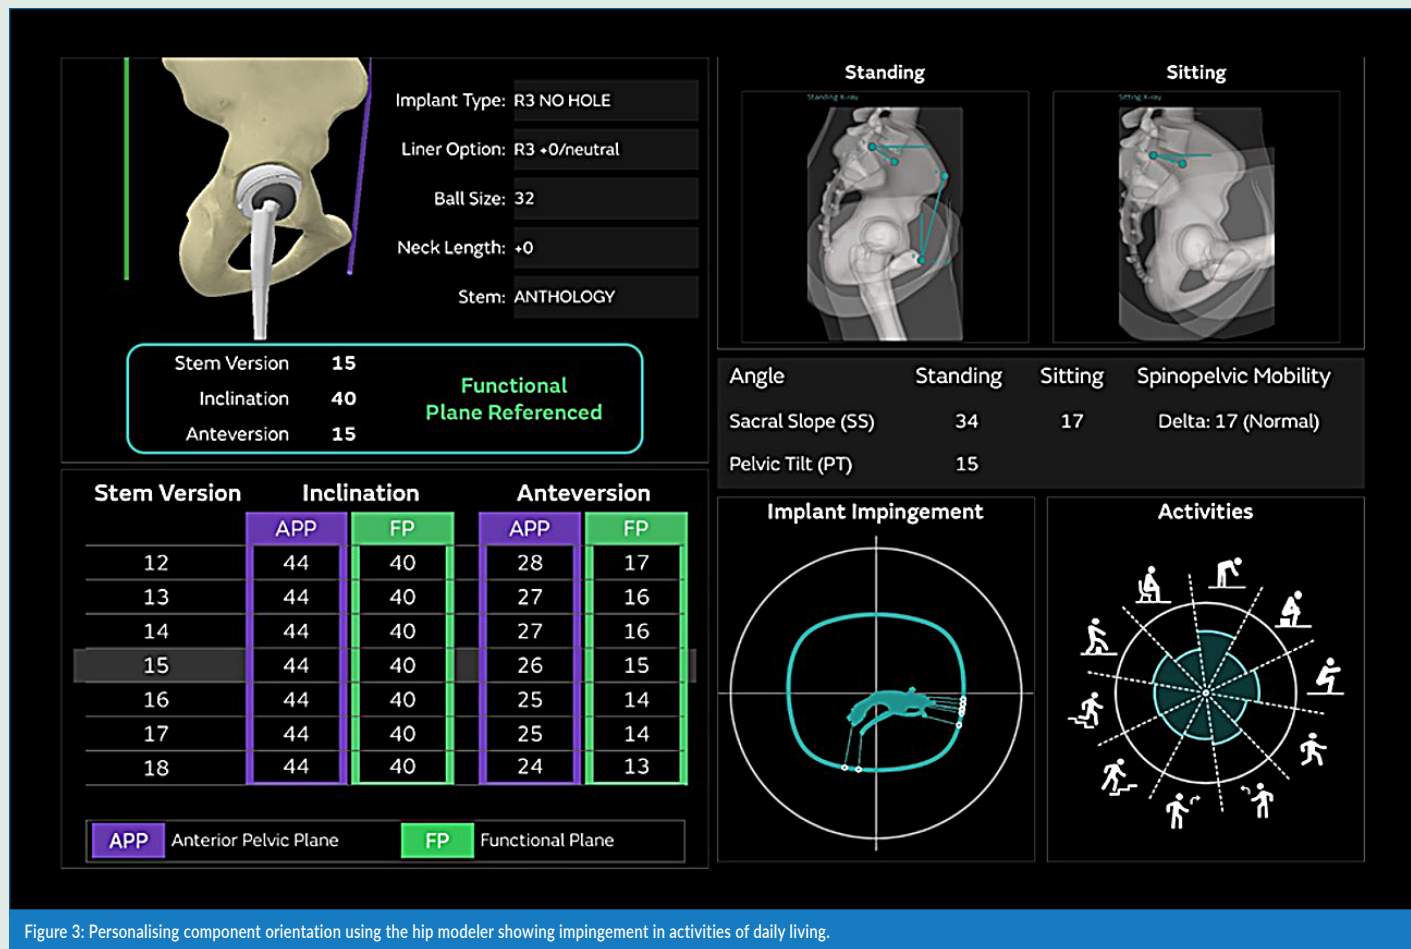 Implant Type: R3 NO HOLE
Liner Option: R3 +0/neutral
Ball Size: 32
Neck Length: +0
Stem: ANTHOLOGY
Stem Version 15
Inclination 40
Anteversion 15
Functional
Plane Referenced
Stem Version Inclination Anteversion
APP FP APP FP
12 44 40 28 17
13 44 40 27 16
14 44 40 27 16
15 44 40 26 15
16 44 40 25 14
17 44 40 25 14
18 44 40 24 13
APP Anterior Pelvic Plane FP Functional Plane
Standing Sitting
Standing X-ray Sitting X-ray
Angle Standing Sitting Spinopelvic Mobility
Sacral Slope (SS) 34 17 Delta: 17 (Normal)
Pelvic Tilt (PT) 15
Implant Impingement
Activities
Figure 3: Personalising component orientation using the hip modeler showing impingement in activities of daily living.